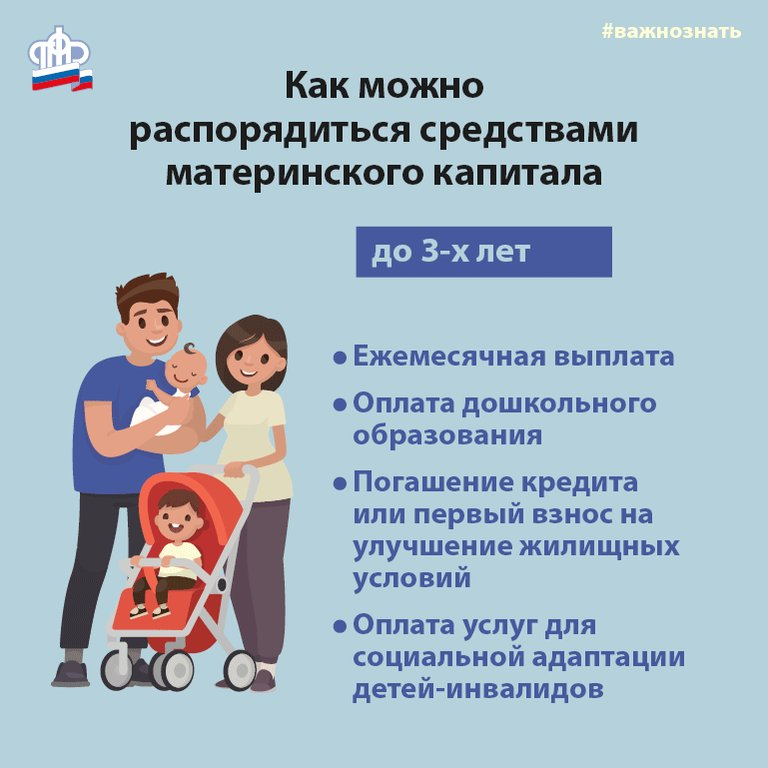 #важнознать
Как можно
распорядиться средствами
материнского капитала
до 3-х лет
● Ежемесячная выплата
● Оплата дошкольного
образования
● Погашение кредита
или первый взнос на
улучшение жилищных
условий
● Оплата услуг для
социальной адаптации
детей-инвалидов